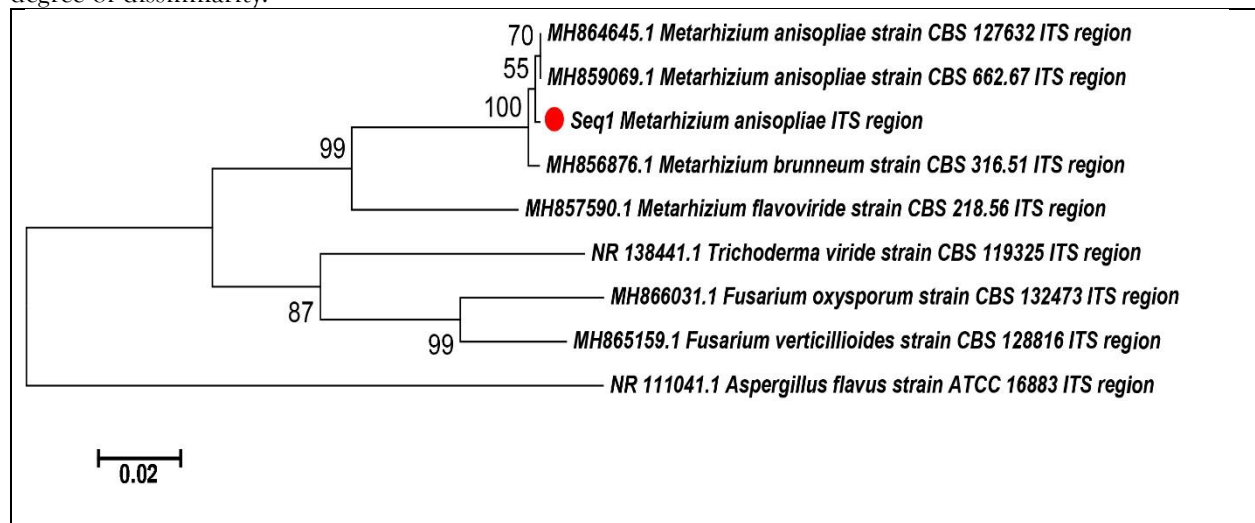 degree of dissimilarity.
70
MH864645.1 Metarhizium anisopliae strain CBS 127632 ITS region
55
MH859069.1 Metarhizium anisopliae strain CBS 662.67 ITS region
100
Seq1 Metarhizium anisopliae ITS region
99
MH856876.1 Metarhizium brunneum strain CBS 316.51 ITS region
MH857590.1 Metarhizium flavoviride strain CBS 218.56 ITS region
NR 138441.1 Trichoderma viride strain CBS 119325 ITS region
87
MH866031.1 Fusarium oxysporum strain CBS 132473 ITS region
99
MH865159.1 Fusarium verticillioides strain CBS 128816 ITS region
NR 111041.1 Aspergillus flavus strain ATCC 16883 ITS region
0.02